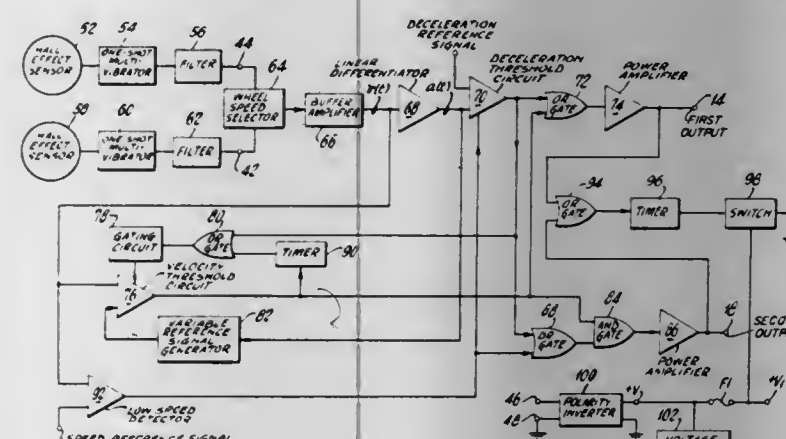 DECELERATION
REFERENCE
SIGNAL
52
54
56
44
HALL
EFFECT
SENSOR
ONE-SHOT
MULTI-
VIBRATOR
FILTER
64
WHEEL
SPEED
SELECTOR
LINEAR
DIFFERENTIATOR
v(t)
a(t)
DECELERATION
THRESHOLD
CIRCUIT
POWER
AMPLIFIER
72
BUFFER
AMPLIFIER
66
68
70
OR
GATE
74
14
FIRST
OUTPUT
58
60
62
HALL
EFFECT
SENSOR
ONE-SHOT
MULTI-
VIBRATOR
FILTER
42
94
96
98
OR
GATE
TIMER
SWITCH
78
80
GATING
CIRCUIT
OR
GATE
TIMER
90
VELOCITY
THRESHOLD
CIRCUIT
76
82
VARIABLE
REFERENCE
SIGNAL
GENERATOR
68
84
OR
GATE
AND
GATE
86
18
POWER
AMPLIFIER
92
LOW SPEED
DETECTOR
SPEED REFERENCE SIGNAL
100
46
48
POLARITY
INVERTER
+V
F1
+V1
102